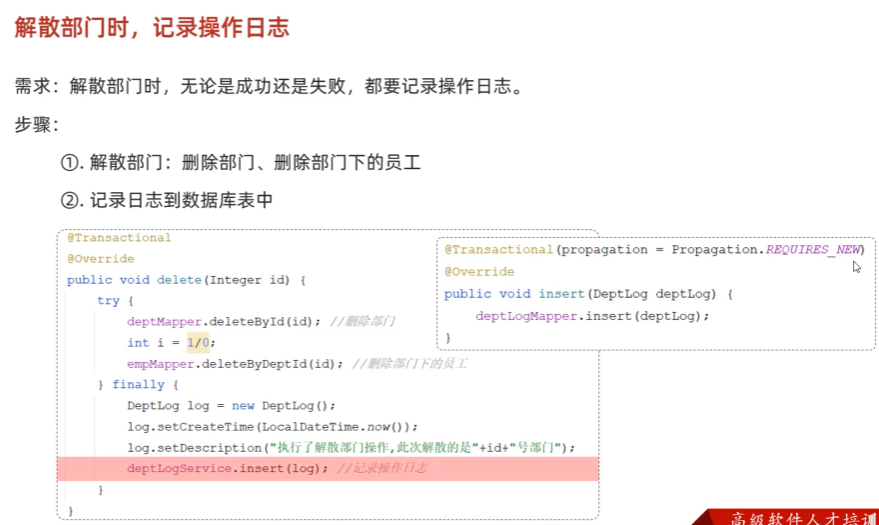 解散部门时，记录操作日志
需求：解散部门时，无论是成功还是失败，都要记录操作日志。
步骤：
①. 解散部门：删除部门、删除部门下的员工
②. 记录日志到数据库表中
@Transactional
@Override
public void delete(Integer id) {
try {
deptMapper.deleteById(id); //删除部门
int i = 1/0;
empMapper.deleteByDeptId(id); //删除部门下的员工
} finally {
DeptLog log = new DeptLog();
log.setCreateTime(LocalDateTime.now());
log.setDescription("执行了解散部门操作,此次解散的是"+id+"号部门");
deptLogService.insert(log); //记录操作日志
}
}
@Transactional(propagation = Propagation.REQUIRES_NEW)
@Override
public void insert(DeptLog deptLog) {
deptLogMapper.insert(deptLog);
}
高级软件人才培训